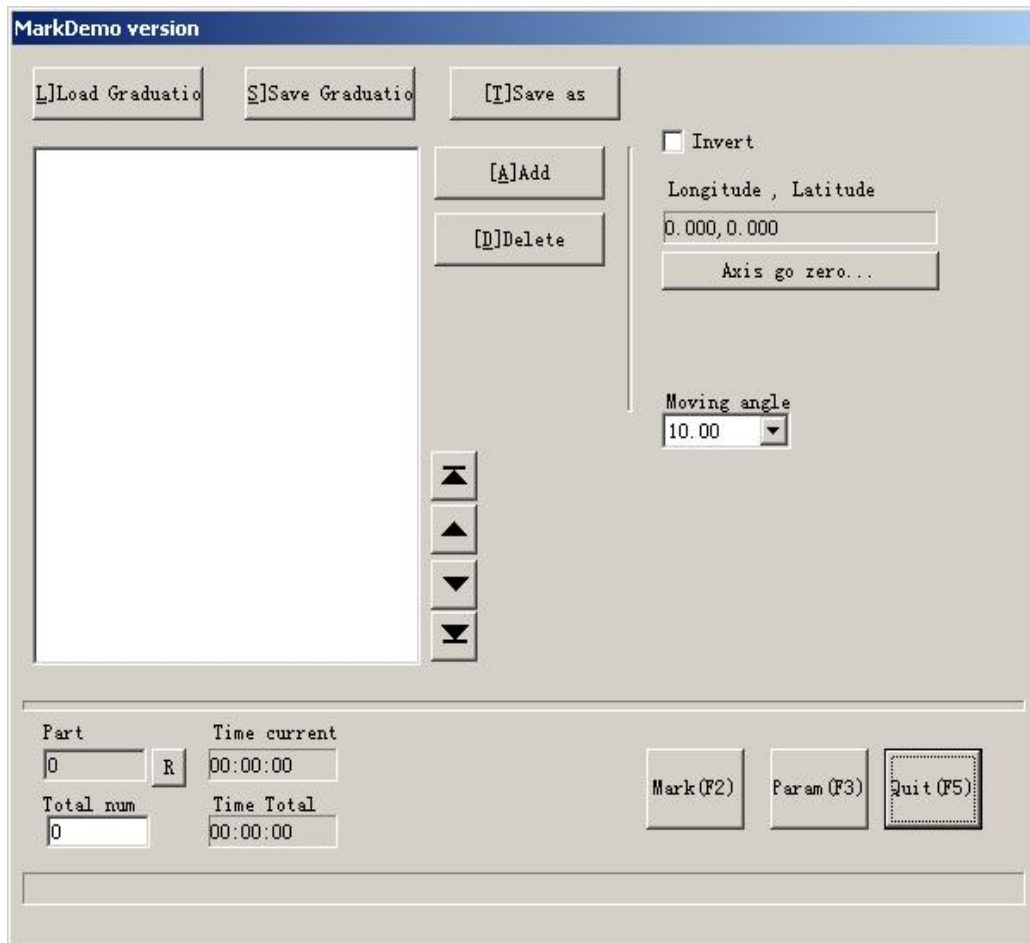 MarkDemo version
L]Load Graduatio
S]Save Graduatio
[T]Save as
Invert
[A]Add
Longitude , Latitude
0.000,0.000
[D]Delete
Axis go zero...
Moving angle
10.00
Part
Time current
0
R
00:00:00
Total num
Time Total
0
00:00:00
Mark(F2)
Param(F3)
Quit(F5)